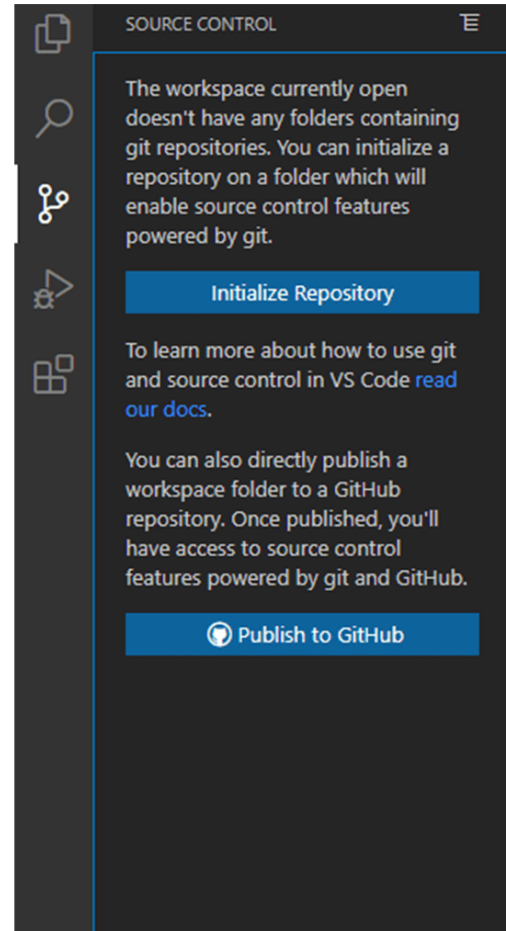 SOURCE CONTROL
The workspace currently open
doesn't have any folders containing
git repositories. You can initialize a
repository on a folder which will
enable source control features
powered by git.
Initialize Repository
To learn more about how to use git
and source control in VS Code read
our docs.
You can also directly publish a
workspace folder to a GitHub
repository. Once published, you'll
have access to source control
features powered by git and GitHub.
Publish to GitHub